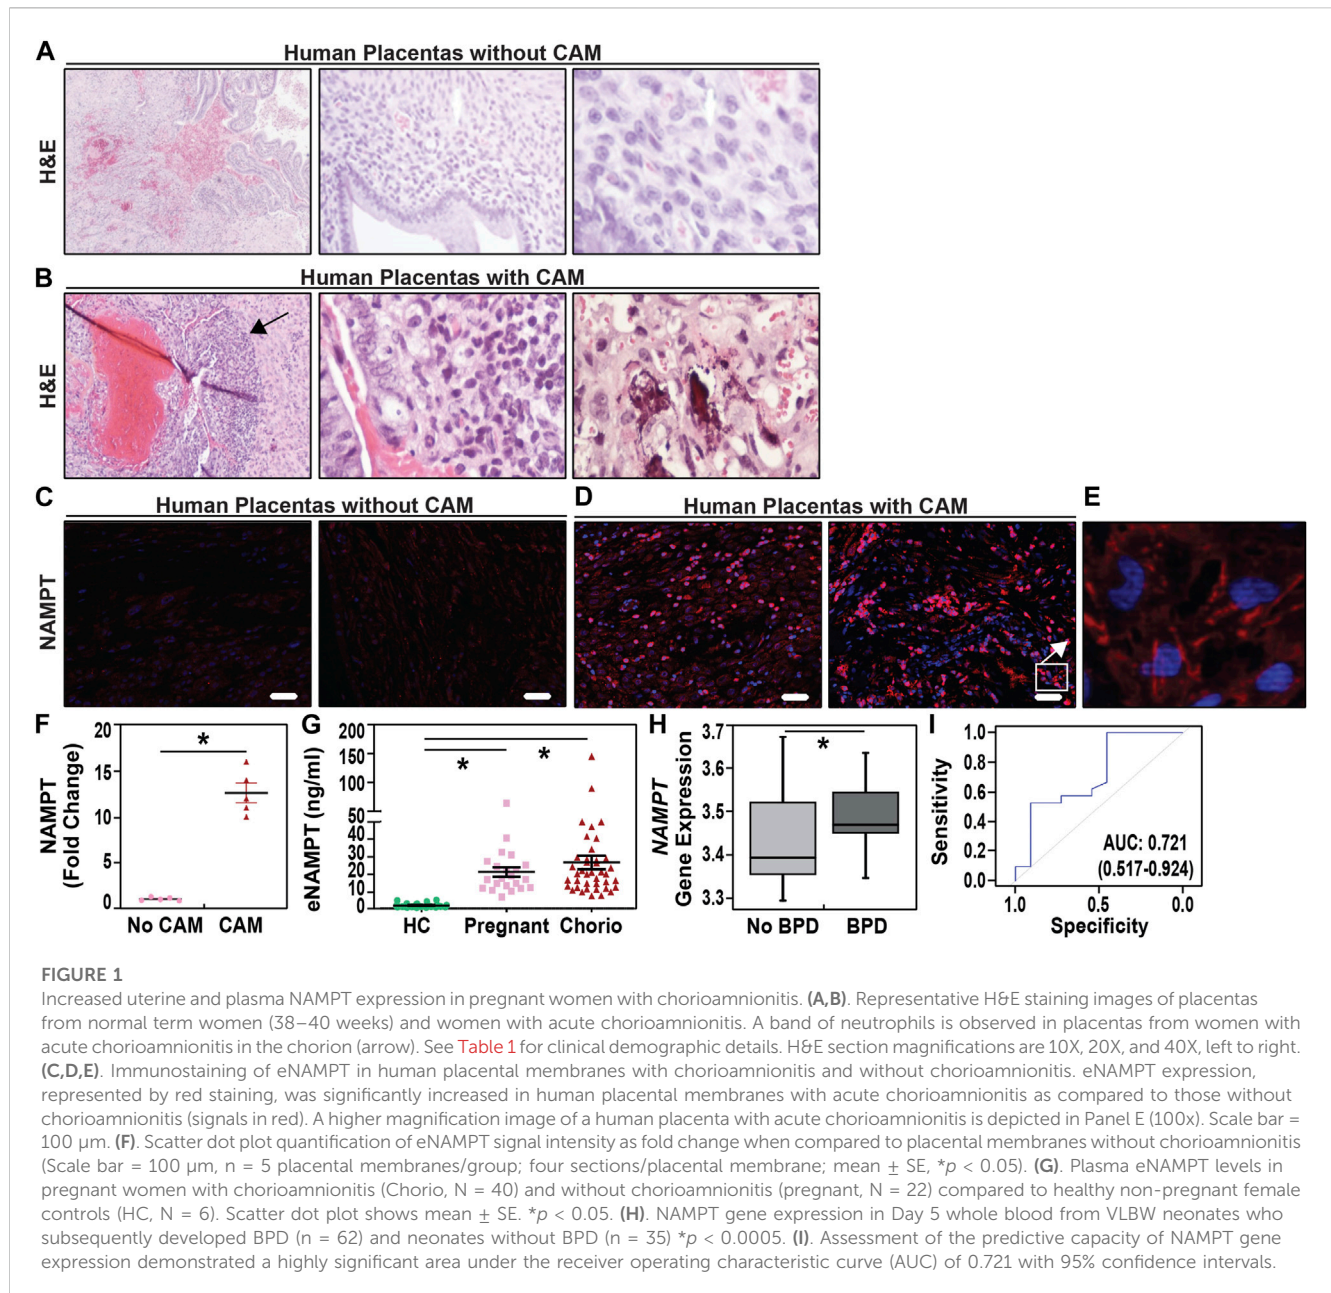 A
Human Placentas without CAM
H&E
B
Human Placentas with CAM
H&E
C
Human Placentas without CAM
D
Human Placentas with CAM
E
NAMPT
F
NAMPT
(Fold Change)
20
15
10
5
0
*
No CAM
CAM
G
eNAMPT (ng/ml)
200
150
100
50
50
40
30
20
10
0
*
*
HC
Pregnant
Chorio
H
NAMPT
Gene Expression
3.7
3.6
3.5
3.4
3.3
*
No BPD
BPD
I
Sensitivity
1.0
0.8
0.6
0.4
0.2
0.0
AUC: 0.721
(0.517-0.924)
1.0
0.5
0.0
Specificity
FIGURE 1
Increased uterine and plasma NAMPT expression in pregnant women with chorioamnionitis. (A,B). Representative H&E staining images of placentas
from normal term women (38–40 weeks) and women with acute chorioamnionitis. A band of neutrophils is observed in placentas from women with
acute chorioamnionitis in the chorion (arrow). See Table 1 for clinical demographic details. H&E section magnifications are 10X, 20X, and 40X, left to right.
(C,D,E). Immunostaining of eNAMPT in human placental membranes with chorioamnionitis and without chorioamnionitis. eNAMPT expression,
represented by red staining, was significantly increased in human placental membranes with acute chorioamnionitis as compared to those without
chorioamnionitis (signals in red). A higher magnification image of a human placenta with acute chorioamnionitis is depicted in Panel E (100x). Scale bar =
100 µm. (F). Scatter dot plot quantification of eNAMPT signal intensity as fold change when compared to placental membranes without chorioamnionitis
(Scale bar = 100 µm, n = 5 placental membranes/group; four sections/placental membrane; mean ± SE, *p < 0.05). (G). Plasma eNAMPT levels in
pregnant women with chorioamnionitis (Chorio, N = 40) and without chorioamnionitis (pregnant, N = 22) compared to healthy non-pregnant female
controls (HC, N = 6). Scatter dot plot shows mean ± SE. *p < 0.05. (H). NAMPT gene expression in Day 5 whole blood from VLBW neonates who
subsequently developed BPD (n = 62) and neonates without BPD (n = 35) *p < 0.0005. (I). Assessment of the predictive capacity of NAMPT gene
expression demonstrated a highly significant area under the receiver operating characteristic curve (AUC) of 0.721 with 95% confidence intervals.